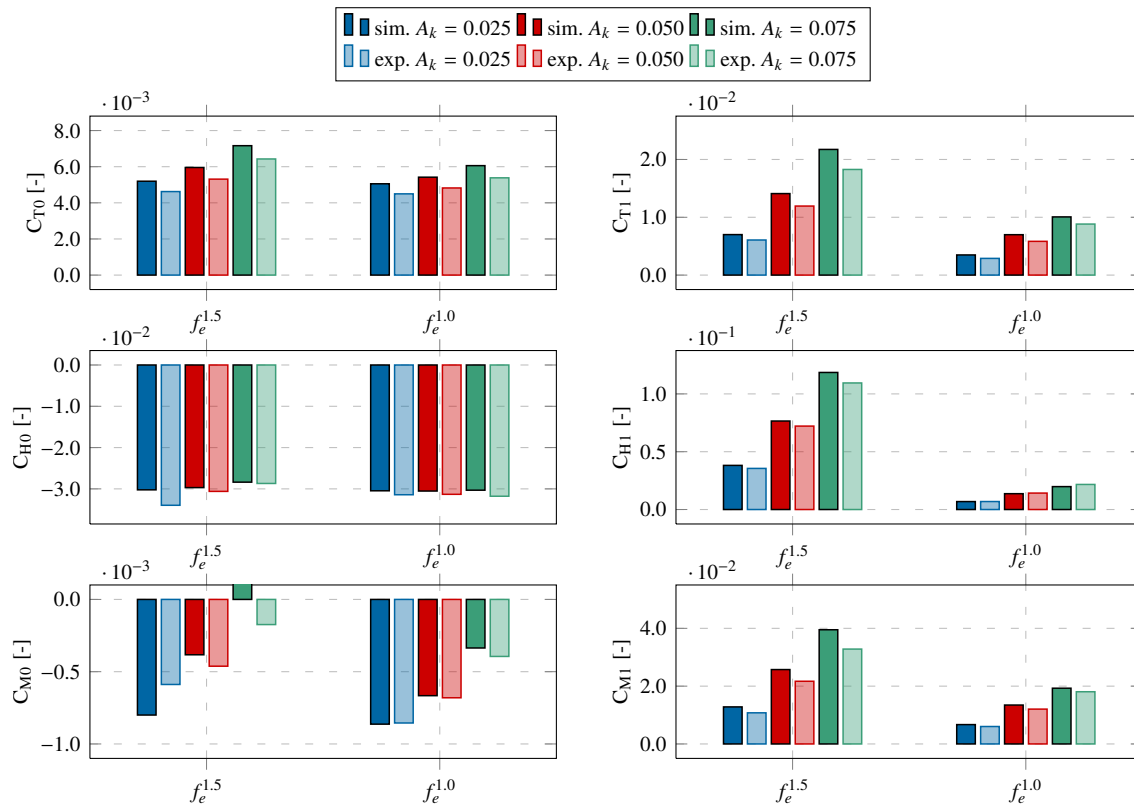 sim. A_k = 0.025 sim. A_k = 0.050 sim. A_k = 0.075
exp. A_k = 0.025 exp. A_k = 0.050 exp. A_k = 0.075
· 10^−3
8.0
6.0
4.0
2.0
0.0
C_T0 [-]
f_e^1.5 f_e^1.0
· 10^−2
2.0
1.0
0.0
C_T1 [-]
f_e^1.5 f_e^1.0
· 10^−2
0.0
−1.0
−2.0
−3.0
C_H0 [-]
f_e^1.5 f_e^1.0
· 10^−1
1.0
0.5
0.0
C_H1 [-]
f_e^1.5 f_e^1.0
· 10^−3
0.0
−0.5
−1.0
C_M0 [-]
f_e^1.5 f_e^1.0
· 10^−2
4.0
2.0
0.0
C_M1 [-]
f_e^1.5 f_e^1.0